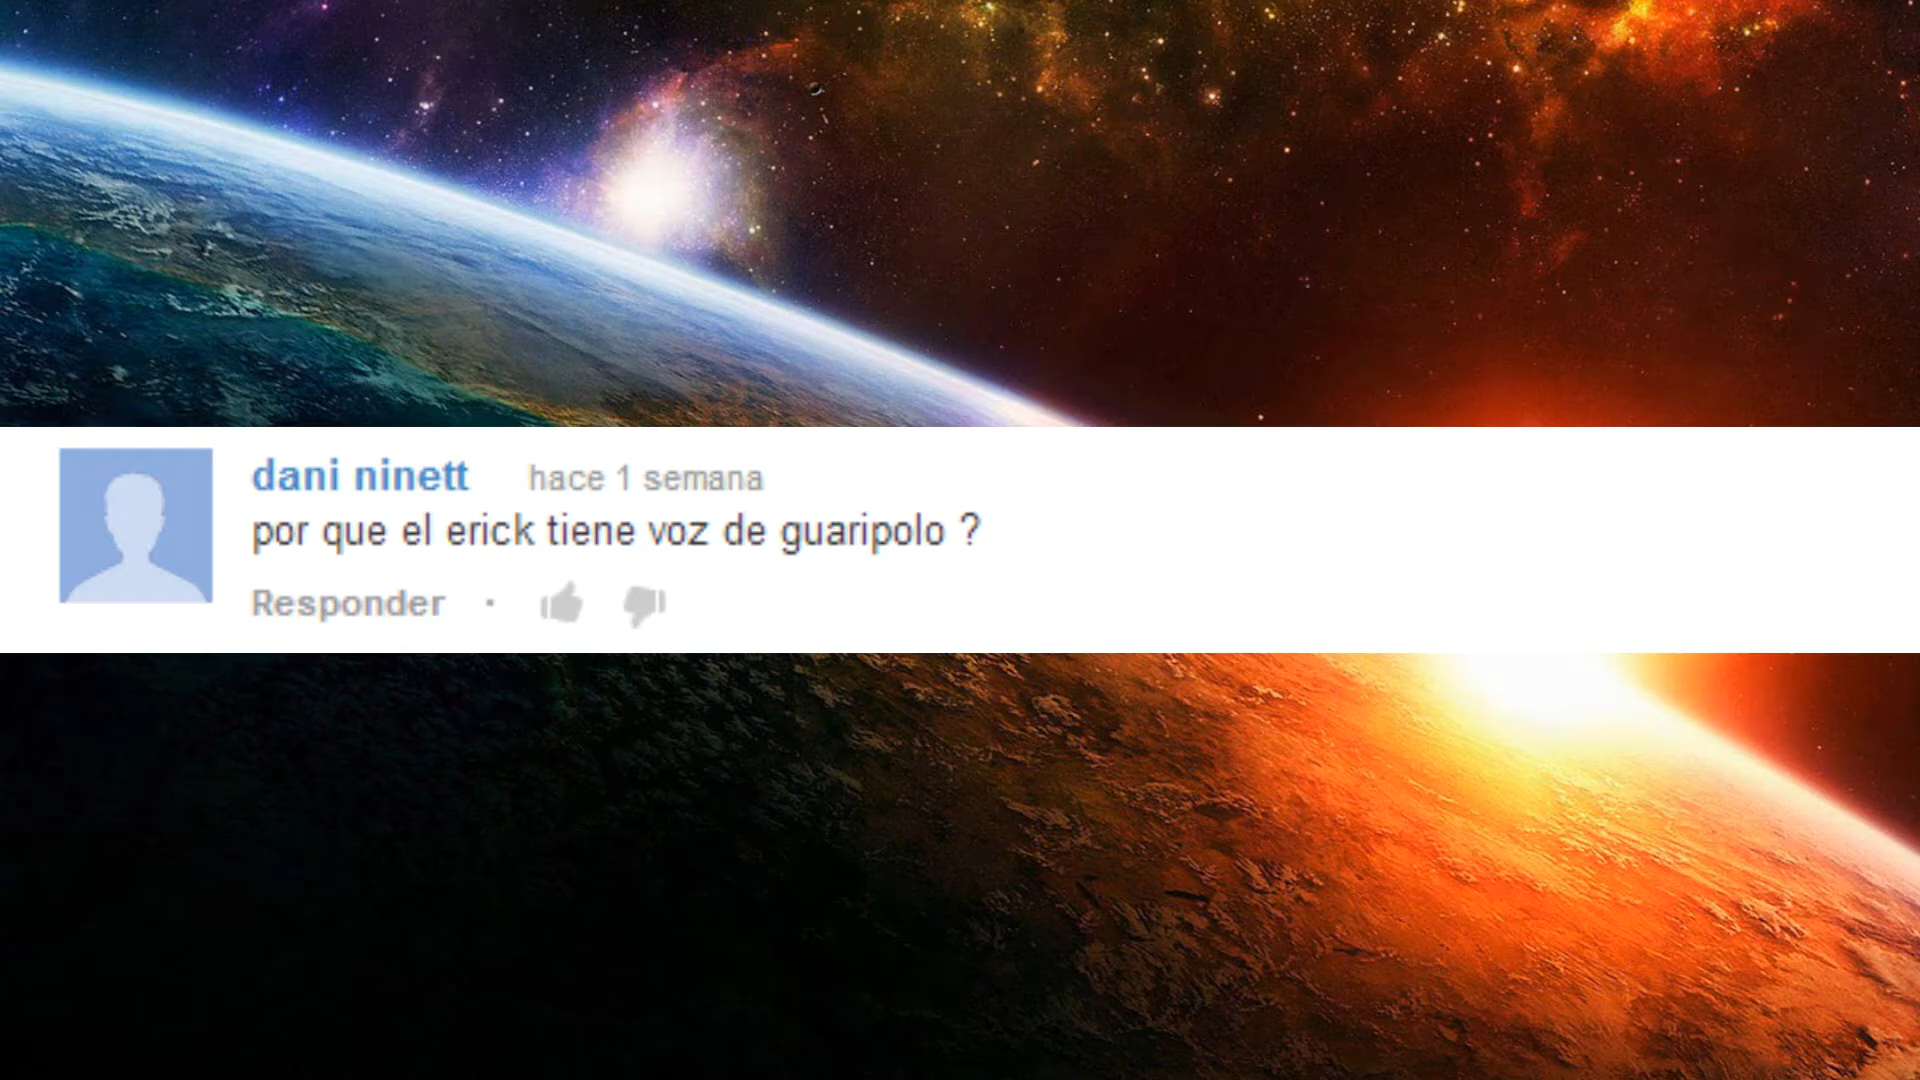 dani ninett hace 1 semana
por que el erick tiene voz de guaripolo ?
Responder ·